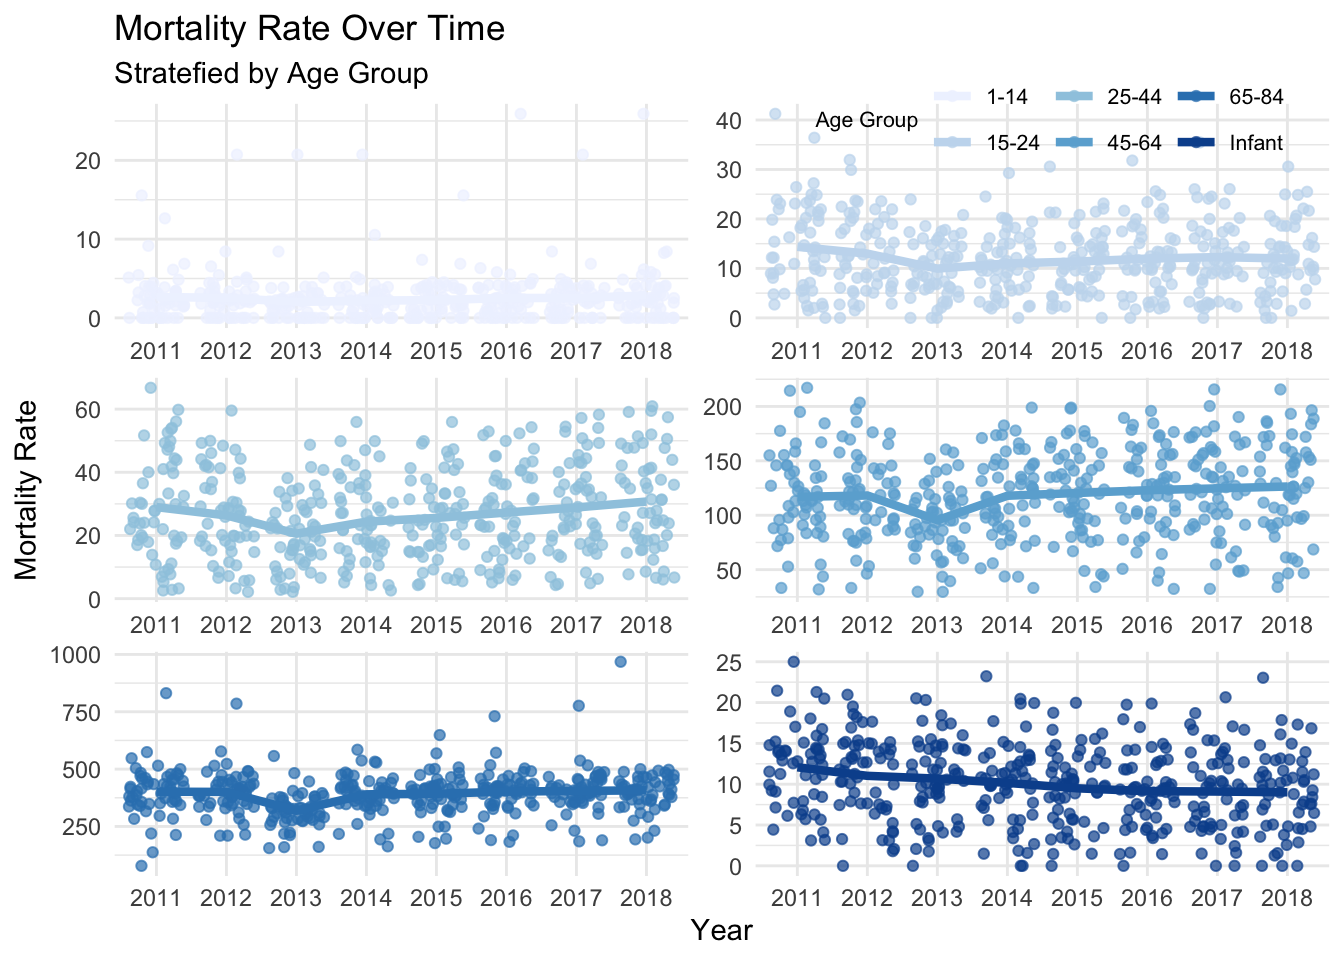 Mortality Rate Over Time
Stratefied by Age Group
Age Group
1-14 25-44 65-84
15-24 45-64 Infant
20
10
0
2011 2012 2013 2014 2015 2016 2017 2018
40
30
20
10
0
2011 2012 2013 2014 2015 2016 2017 2018
Mortality Rate
60
40
20
0
2011 2012 2013 2014 2015 2016 2017 2018
200
150
100
50
2011 2012 2013 2014 2015 2016 2017 2018
1000
750
500
250
2011 2012 2013 2014 2015 2016 2017 2018
25
20
15
10
5
0
2011 2012 2013 2014 2015 2016 2017 2018
Year